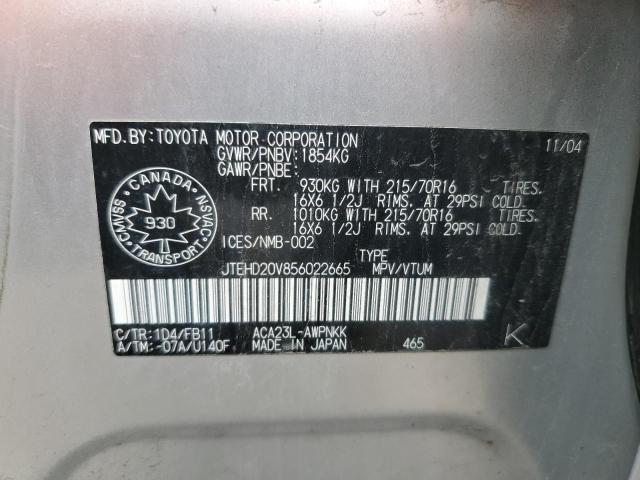 MFD.BY:TOYOTA MOTOR CORPORATION 11/04
GVWR/PNBV:1854KG
GAWR/PNBE:
FRT. 930KG WITH 215/70R16 TIRES.
16X6 1/2J RIMS. AT 29PSI COLD.
RR. 1010KG WITH 215/70R16 TIRES.
16X6 1/2J RIMS. AT 29PSI COLD.
CANADA
CMVSS 930 NSVAC
TRANSPORT
ICES/NMB-002
TYPE
JTEHD20V856022665 MPV/VTUM
C/TR:1D4/FB11 ACA23L-AWPNKK
A/TM:-07A/U140F MADE IN JAPAN 465 K